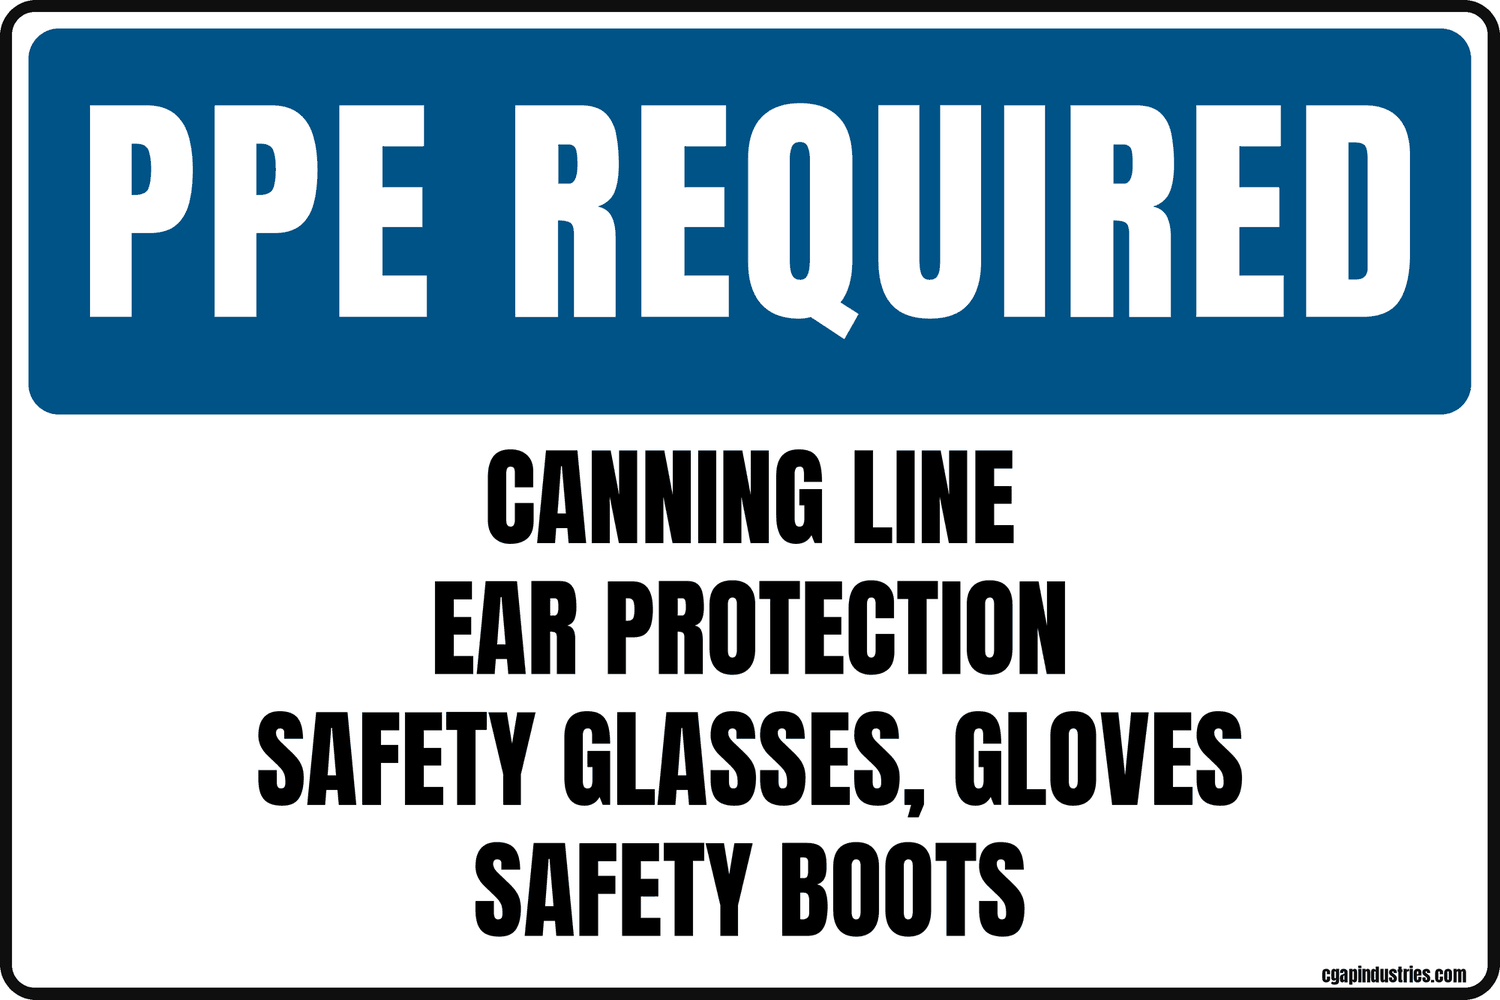 PPE REQUIRED
CANNING LINE
EAR PROTECTION
SAFETY GLASSES, GLOVES
SAFETY BOOTS
cgapindustries.com